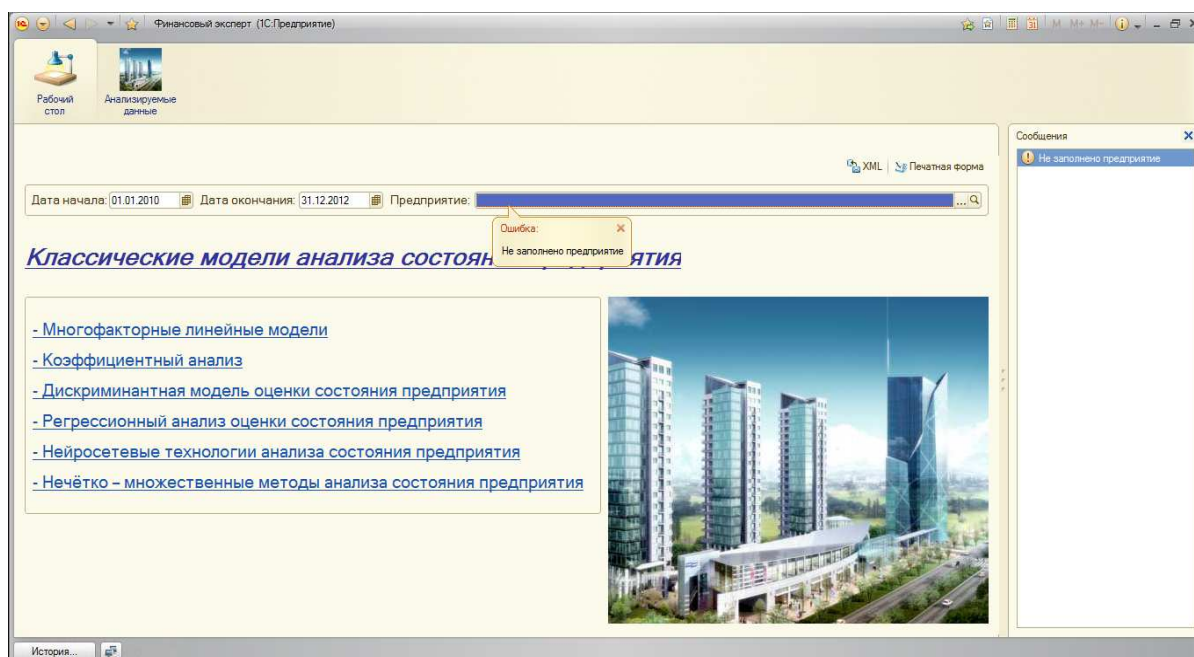 Финансовый эксперт (1С:Предприятие)
M M+ M-
Рабочий
стол
Анализируемые
данные
XML
Печатная форма
Дата начала: 01.01.2010 Дата окончания: 31.12.2012 Предприятие:
...
Ошибка:
Не заполнено предприятие
Классические модели анализа состоян ятия
- Многофакторные линейные модели
- Коэффициентный анализ
- Дискриминантная модель оценки состояния предприятия
- Регрессионный анализ оценки состояния предприятия
- Нейросетевые технологии анализа состояния предприятия
- Нечётко – множественные методы анализа состояния предприятия
Сообщения
Не заполнено предприятие
История...